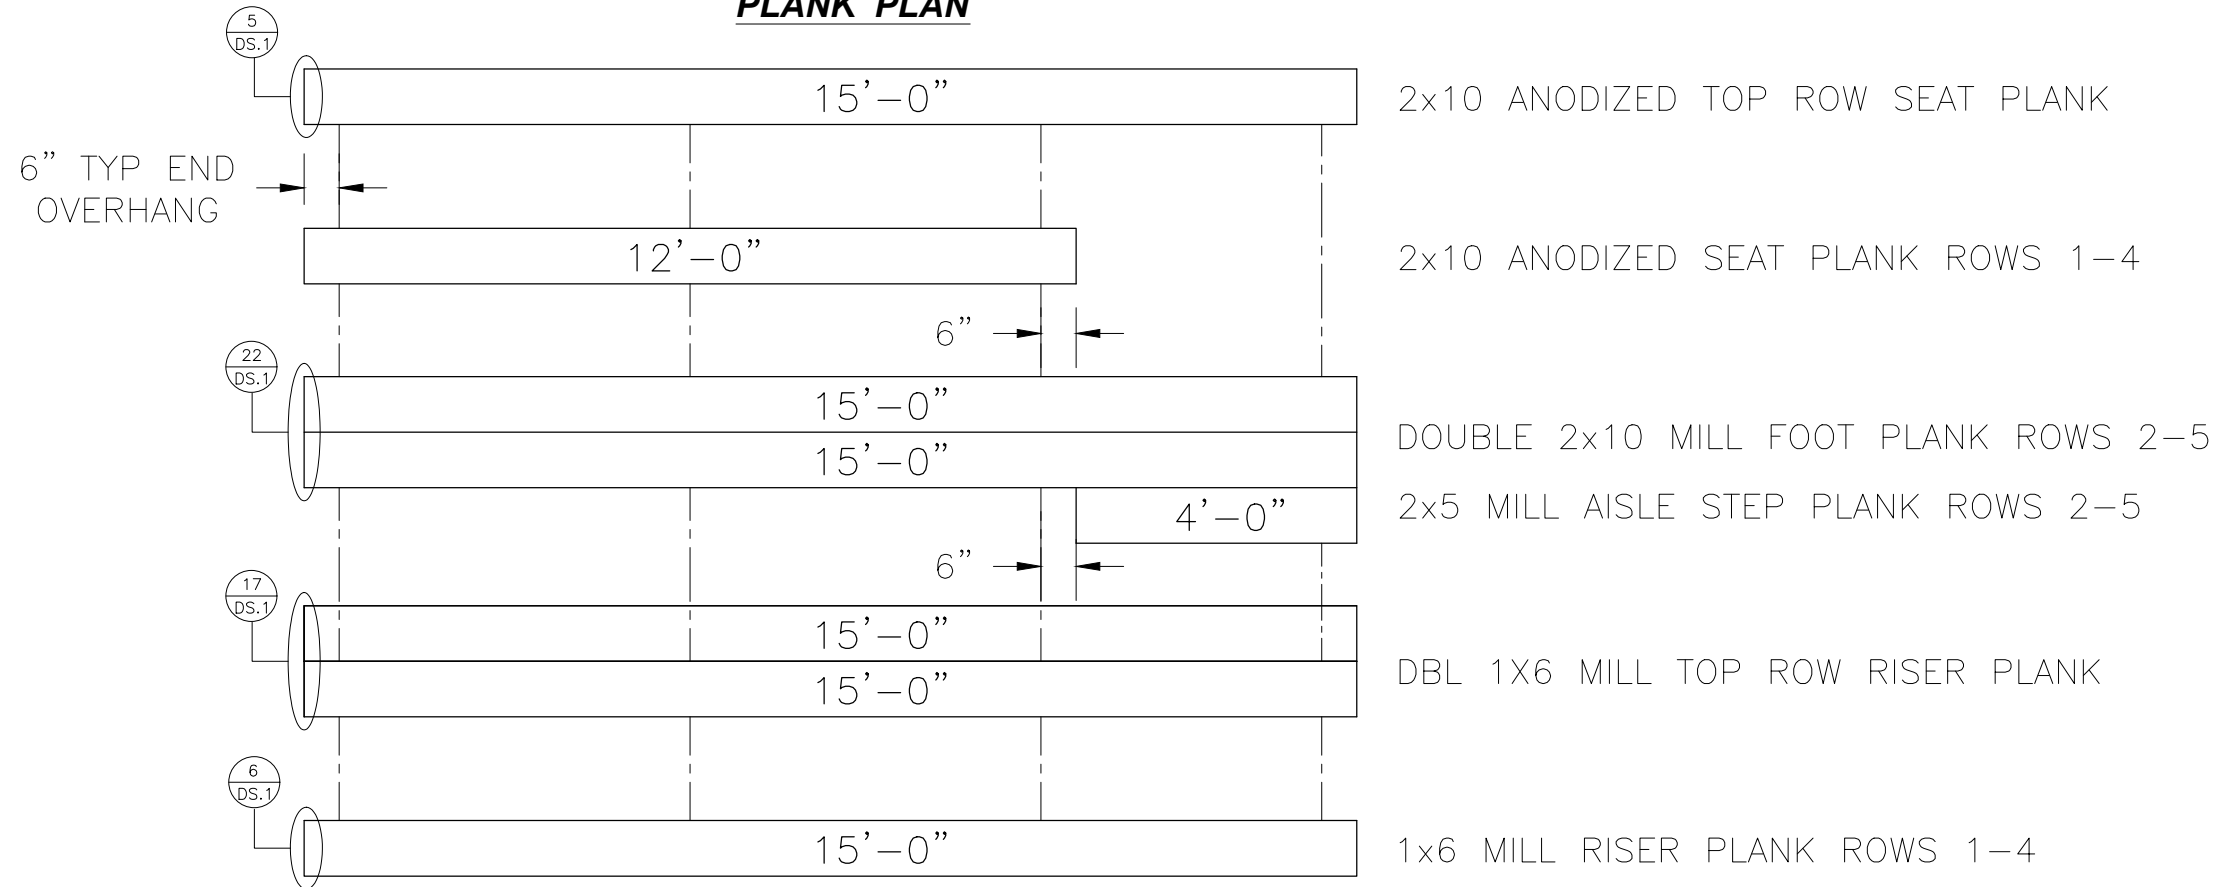 PLANK PLAN
5
DS.1
15'-0"
2x10 ANODIZED TOP ROW SEAT PLANK
6" TYP END
OVERHANG
12'-0"
2x10 ANODIZED SEAT PLANK ROWS 1-4
6"
22
DS.1
15'-0"
15'-0"
DOUBLE 2x10 MILL FOOT PLANK ROWS 2-5
4'-0"
2x5 MILL AISLE STEP PLANK ROWS 2-5
6"
17
DS.1
15'-0"
15'-0"
DBL 1X6 MILL TOP ROW RISER PLANK
6
DS.1
15'-0"
1x6 MILL RISER PLANK ROWS 1-4